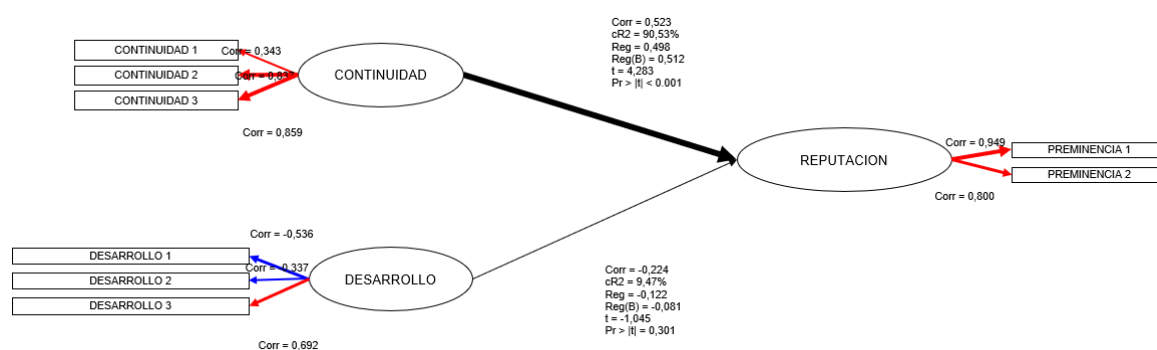 Corr = 0,523
cR2 = 90,53%
Reg = 0,498
Reg(B) = 0,512
t = 4,283
Pr > |t| < 0.001
CONTINUIDAD 1
Corr = 0,343
CONTINUIDAD 2
CONTINUIDAD
CONTINUIDAD 3
Corr = 0,859
Corr = 0,949
PREMINENCIA 1
REPUTACION
PREMINENCIA 2
Corr = 0,800
Corr = -0,536
DESARROLLO 1
Corr = -0,337
DESARROLLO 2
DESARROLLO
DESARROLLO 3
Corr = 0,692
Corr = -0,224
cR2 = 9,47%
Reg = -0,122
Reg(B) = -0,081
t = -1,045
Pr > |t| = 0,301